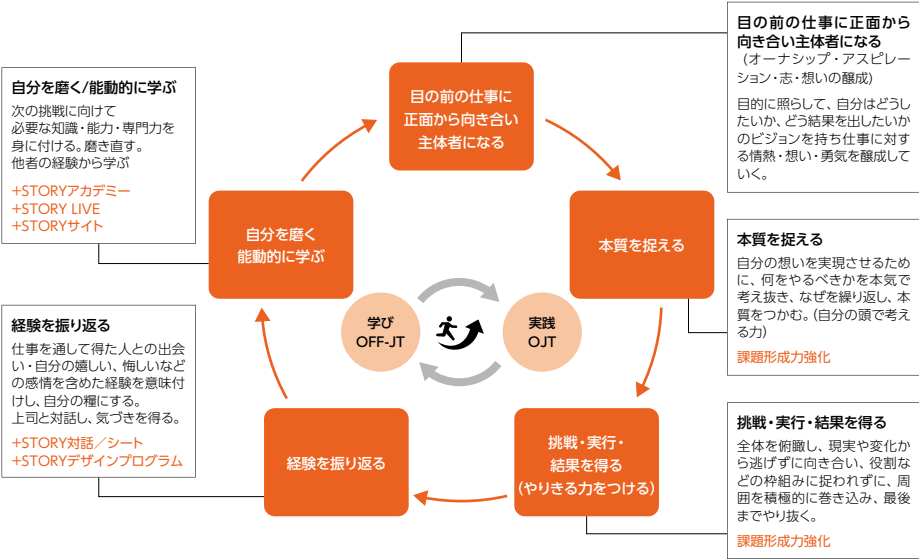 目の前の仕事に正面から
向き合い主体者になる
(オーナシップ・アスピレー
ション・志・想いの醸成)
目的に照らして、自分はどうし
たいか、どう結果を出したいか
のビジョンを持ち仕事に対す
る情熱・想い・勇気を醸成して
いく。
自分を磨く/能動的に学ぶ
次の挑戦に向けて
必要な知識・能力・専門力を
身に付ける。磨き直す。
他者の経験から学ぶ
+STORYアカデミー
+STORY LIVE
+STORYサイト
目の前の仕事に
正面から向き合い
主体者になる
自分を磨く
能動的に学ぶ
本質を捉える
本質を捉える
自分の想いを実現させるため
に、何をやるべきかを本気で
考え抜き、なぜを繰り返し、本
質をつかむ。(自分の頭で考え
る力)
課題形成力強化
学び
OFF-JT
実践
OJT
経験を振り返る
仕事を通して得た人との出会
い・自分の嬉しい、悔しいなど
の感情を含めた経験を意味付
けし、自分の糧にする。
上司と対話し、気づきを得る。
+STORY対話／シート
+STORYデザインプログラム
経験を振り返る
挑戦・実行・
結果を得る
(やりきる力をつける)
挑戦・実行・結果を得る
全体を俯瞰し、現実や変化か
ら逃げずに向き合い、役割な
どの枠組みに捉われずに、周
囲を積極的に巻き込み、最後
までやり抜く。
課題形成力強化